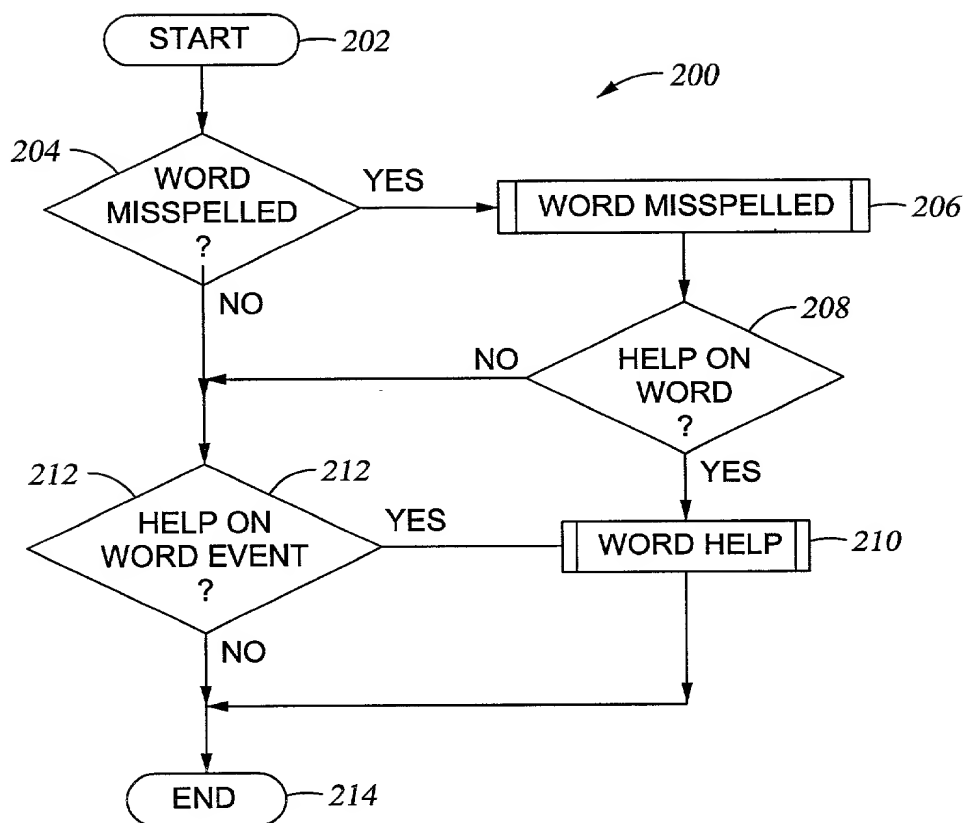 START
202
200
204
WORD
MISSPELLED
?
YES
WORD MISSPELLED
206
NO
208
HELP ON
WORD
?
NO
YES
212
212
HELP ON
WORD EVENT
?
YES
WORD HELP
210
NO
END
214